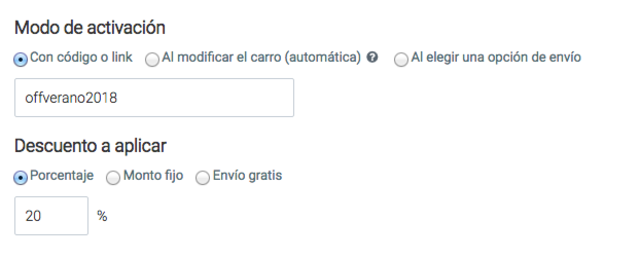 Modo de activación
Con código o link Al modificar el carro (automática) ? Al elegir una opción de envío
offverano2018
Descuento a aplicar
Porcentaje Monto fijo Envío gratis
20 %